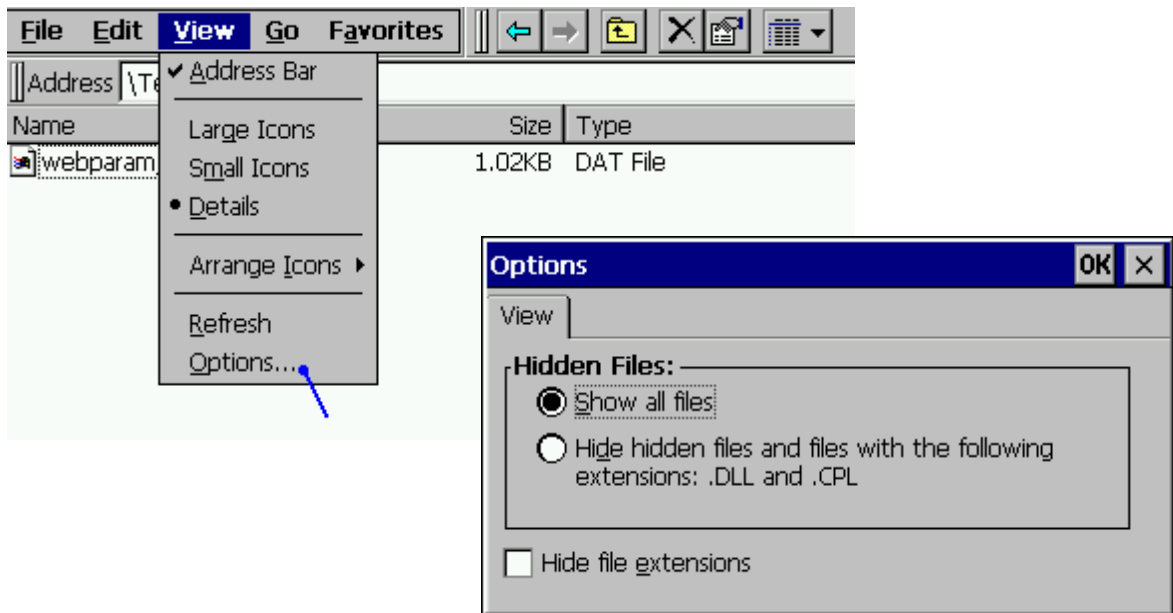 File Edit View Go Favorites
Address \Te
Address Bar
Name Size Type
Large Icons
webparam_ 1.02KB DAT File
Small Icons
Details
Arrange Icons
Refresh
Options...
Options OK
View
Hidden Files:
Show all files
Hide hidden files and files with the following
extensions: .DLL and .CPL
Hide file extensions